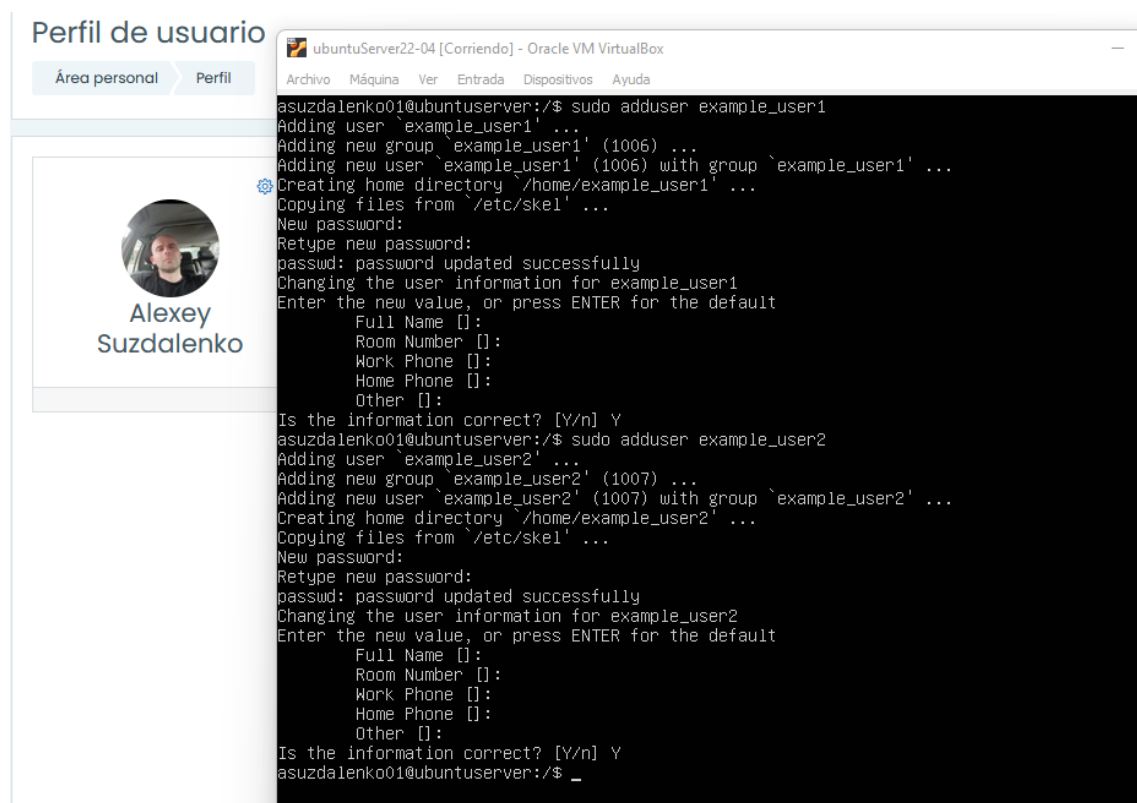 Perfil de usuario
Área personal Perfil
Alexey
Suzdalenko
ubuntuServer22-04 [Corriendo] - Oracle VM VirtualBox
Archivo Máquina Ver Entrada Dispositivos Ayuda
asuzdalenko01@ubuntuserver:/$ sudo adduser example_user1
Adding user `example_user1' ...
Adding new group `example_user1' (1006) ...
Adding new user `example_user1' (1006) with group `example_user1' ...
Creating home directory `/home/example_user1' ...
Copying files from `/etc/skel' ...
New password:
Retype new password:
passwd: password updated successfully
Changing the user information for example_user1
Enter the new value, or press ENTER for the default
Full Name []:
Room Number []:
Work Phone []:
Home Phone []:
Other []:
Is the information correct? [Y/n] Y
asuzdalenko01@ubuntuserver:/$ sudo adduser example_user2
Adding user `example_user2' ...
Adding new group `example_user2' (1007) ...
Adding new user `example_user2' (1007) with group `example_user2' ...
Creating home directory `/home/example_user2' ...
Copying files from `/etc/skel' ...
New password:
Retype new password:
passwd: password updated successfully
Changing the user information for example_user2
Enter the new value, or press ENTER for the default
Full Name []:
Room Number []:
Work Phone []:
Home Phone []:
Other []:
Is the information correct? [Y/n] Y
asuzdalenko01@ubuntuserver:/$ _